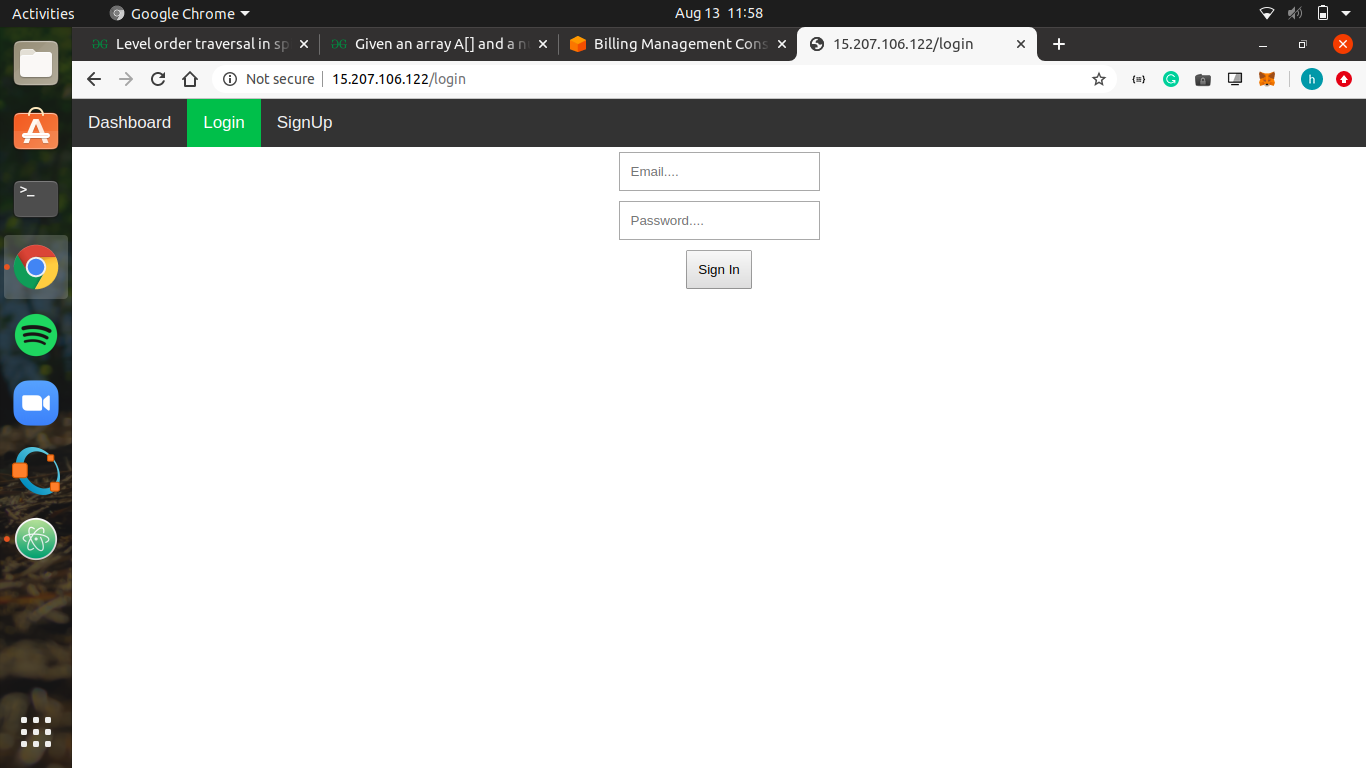 Activities Google Chrome Aug 13 11:58
Level order traversal in sp Given an array A[] and a nu Billing Management Cons 15.207.106.122/login
Not secure 15.207.106.122/login
Dashboard Login SignUp
Email....
Password....
Sign In